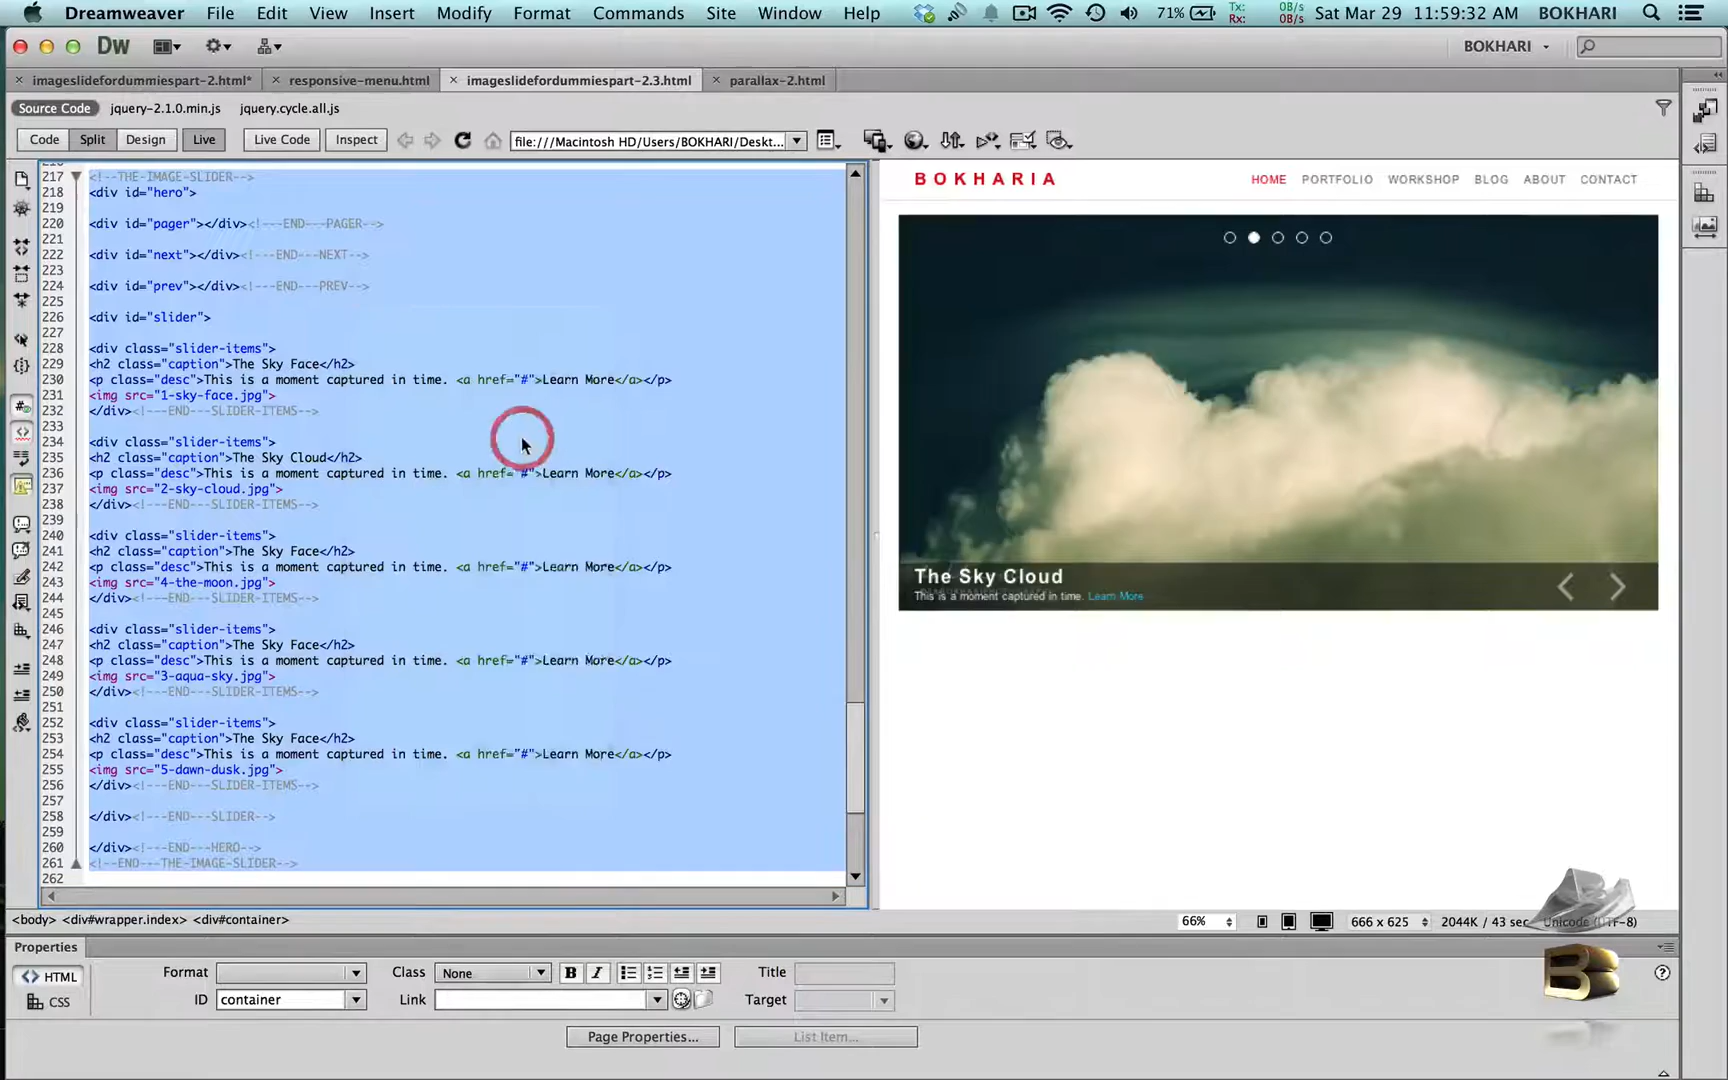 Dreamweaver File Edit View Insert Modify Format Commands Site Window Help 71% Tx: Rx: 0B/s 0B/s Sat Mar 29 11:59:32 AM BOKHARI
Dw BOKHARI
imageslidefordummiespart-2.html* responsive-menu.html imageslidefordummiespart-2.3.html parallax-2.html
Source Code jquery-2.1.0.min.js jquery.cycle.all.js
Code Split Design Live Live Code Inspect file:///Macintosh HD/Users/BOKHARI/Deskt...
217 <!--THE-IMAGE-SLIDER-->
218 <div id="hero">
219
220 <div id="pager"></div><!---END---PAGER-->
221
222 <div id="next"></div><!---END---NEXT-->
223
224 <div id="prev"></div><!---END---PREV-->
225
226 <div id="slider">
227
228 <div class="slider-items">
229 <h2 class="caption">The Sky Face</h2>
230 <p class="desc">This is a moment captured in time. <a href="#">Learn More</a></p>
231 <img src="1-sky-face.jpg">
232 </div><!---END---SLIDER-ITEMS-->
233
234 <div class="slider-items">
235 <h2 class="caption">The Sky Cloud</h2>
236 <p class="desc">This is a moment captured in time. <a href="#">Learn More</a></p>
237 <img src="2-sky-cloud.jpg">
238 </div><!---END---SLIDER-ITEMS-->
239
240 <div class="slider-items">
241 <h2 class="caption">The Sky Face</h2>
242 <p class="desc">This is a moment captured in time. <a href="#">Learn More</a></p>
243 <img src="4-the-moon.jpg">
244 </div><!---END---SLIDER-ITEMS-->
245
246 <div class="slider-items">
247 <h2 class="caption">The Sky Face</h2>
248 <p class="desc">This is a moment captured in time. <a href="#">Learn More</a></p>
249 <img src="3-aqua-sky.jpg">
250 </div><!---END---SLIDER-ITEMS-->
251
252 <div class="slider-items">
253 <h2 class="caption">The Sky Face</h2>
254 <p class="desc">This is a moment captured in time. <a href="#">Learn More</a></p>
255 <img src="5-dawn-dusk.jpg">
256 </div><!---END---SLIDER-ITEMS-->
257
258 </div><!---END---SLIDER-->
259
260 </div><!---END---HERO-->
261 <!--END---THE-IMAGE-SLIDER-->
262
BOKHARIA HOME PORTFOLIO WORKSHOP BLOG ABOUT CONTACT
The Sky Cloud
This is a moment captured in time. Learn More
<body> <div#wrapper.index> <div#container> 66% 666 x 625 2044K / 43 sec Unicode (UTF-8)
Properties
<> HTML Format Class None B I Title
CSS ID container Link Target
Page Properties... List Item...